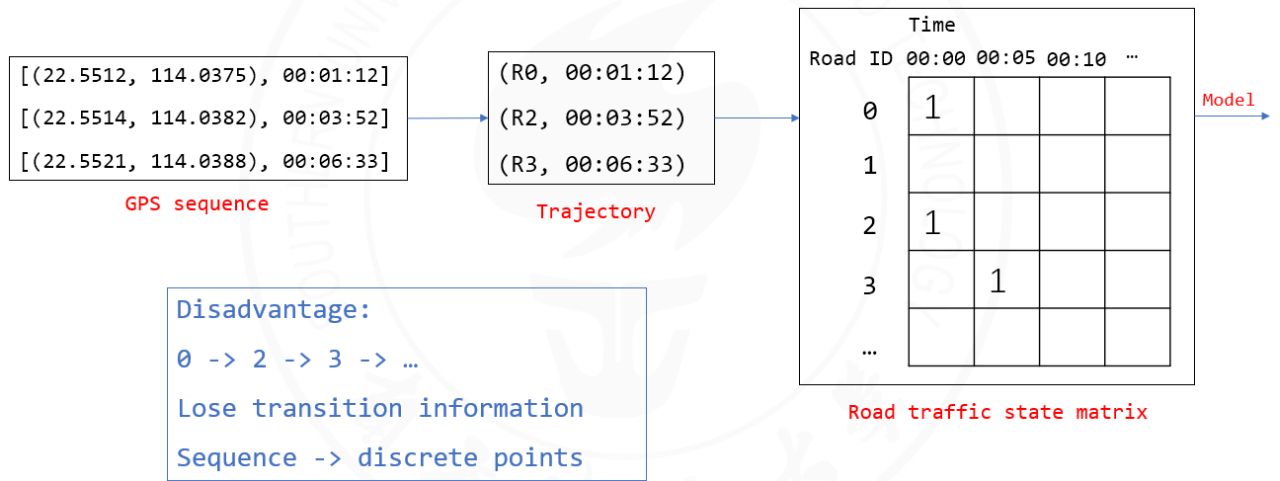 [(22.5512, 114.0375), 00:01:12]
[(22.5514, 114.0382), 00:03:52]
[(22.5521, 114.0388), 00:06:33]
GPS sequence
(R0, 00:01:12)
(R2, 00:03:52)
(R3, 00:06:33)
Trajectory
Time
Road ID 00:00 00:05 00:10 …
0 1
1
2 1
3 1
…
Road traffic state matrix
Model
Disadvantage:
0 -> 2 -> 3 -> …
Lose transition information
Sequence -> discrete points